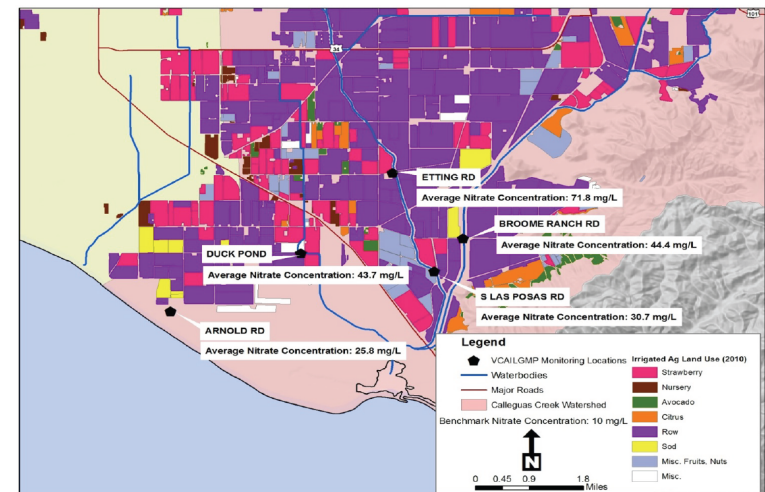 101
34
ETTING RD
Average Nitrate Concentration: 71.8 mg/L
BROOME RANCH RD
Average Nitrate Concentration: 44.4 mg/L
DUCK POND
Average Nitrate Concentration: 43.7 mg/L
S LAS POSAS RD
Average Nitrate Concentration: 30.7 mg/L
ARNOLD RD
Average Nitrate Concentration: 25.8 mg/L
Legend
VCAILGMP Monitoring Locations
Waterbodies
Major Roads
Calleguas Creek Watershed
Benchmark Nitrate Concentration: 10 mg/L
N
0 0.45 0.9 1.8
Miles
Irrigated Ag Land Use (2010)
Strawberry
Nursery
Avocado
Citrus
Row
Sod
Misc. Fruits, Nuts
Misc.